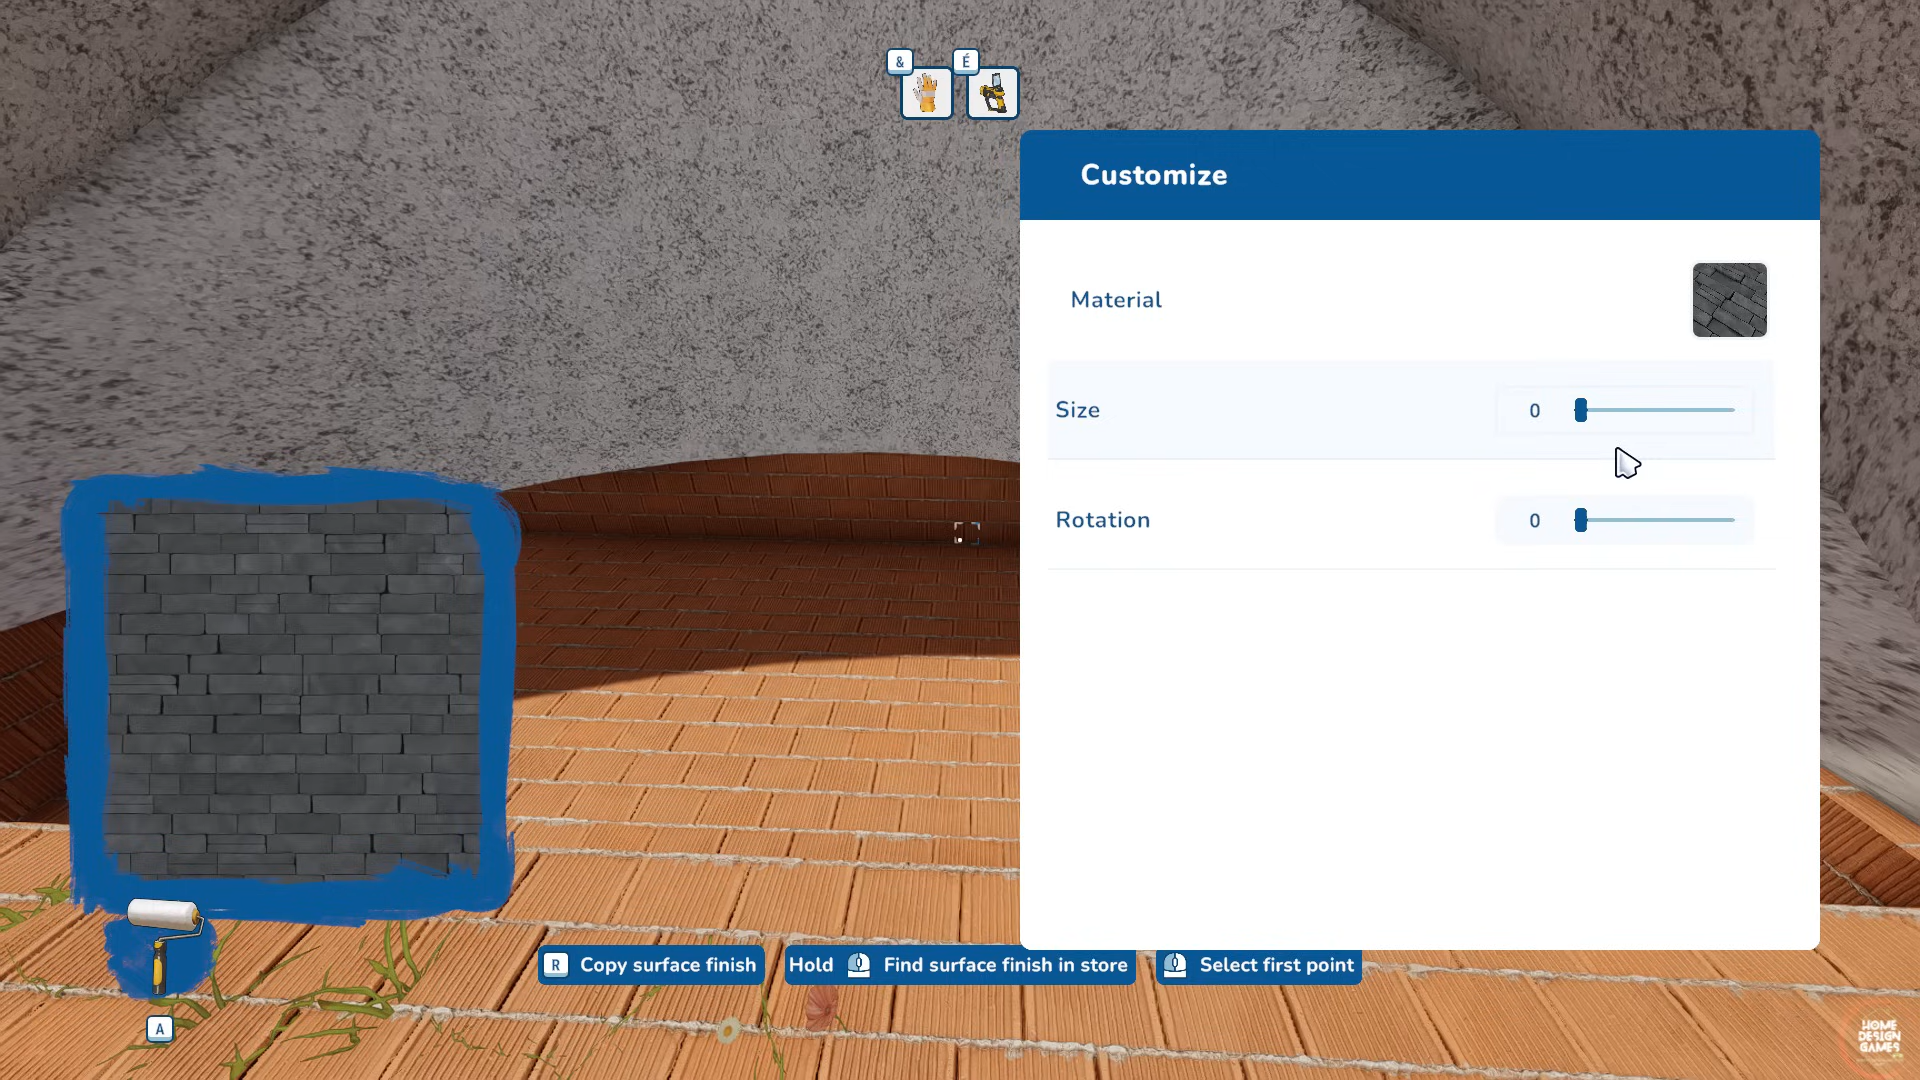 & É
Customize
Material
Size 0
Rotation 0
R Copy surface finish Hold Find surface finish in store Select first point
A
HOME
DESIGN
GAMES